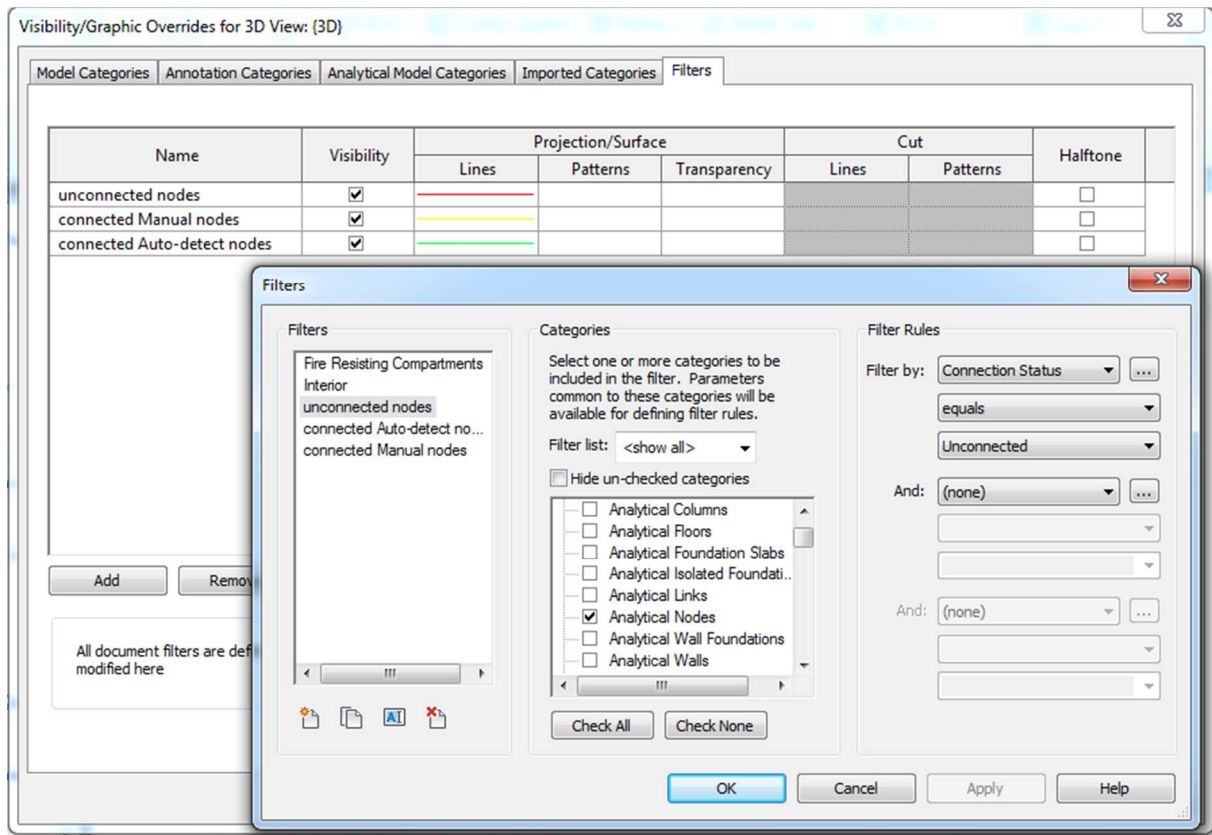 Visibility/Graphic Overrides for 3D View: {3D}
Model Categories
Annotation Categories
Analytical Model Categories
Imported Categories
Filters
Name
Visibility
Projection/Surface
Cut
Halftone
Lines
Patterns
Transparency
Lines
Patterns
unconnected nodes
connected Manual nodes
connected Auto-detect nodes
Add
Remov
All document filters are def
modified here
Filters
Filters
Fire Resisting Compartments
Interior
unconnected nodes
connected Auto-detect no...
connected Manual nodes
Categories
Select one or more categories to be
included in the filter. Parameters
common to these categories will be
available for defining filter rules.
Filter list: <show all>
Hide un-checked categories
Analytical Columns
Analytical Floors
Analytical Foundation Slabs
Analytical Isolated Foundati..
Analytical Links
Analytical Nodes
Analytical Wall Foundations
Analytical Walls
Check All
Check None
Filter Rules
Filter by: Connection Status ...
equals
Unconnected
And: (none) ...
And: (none) ...
OK
Cancel
Apply
Help